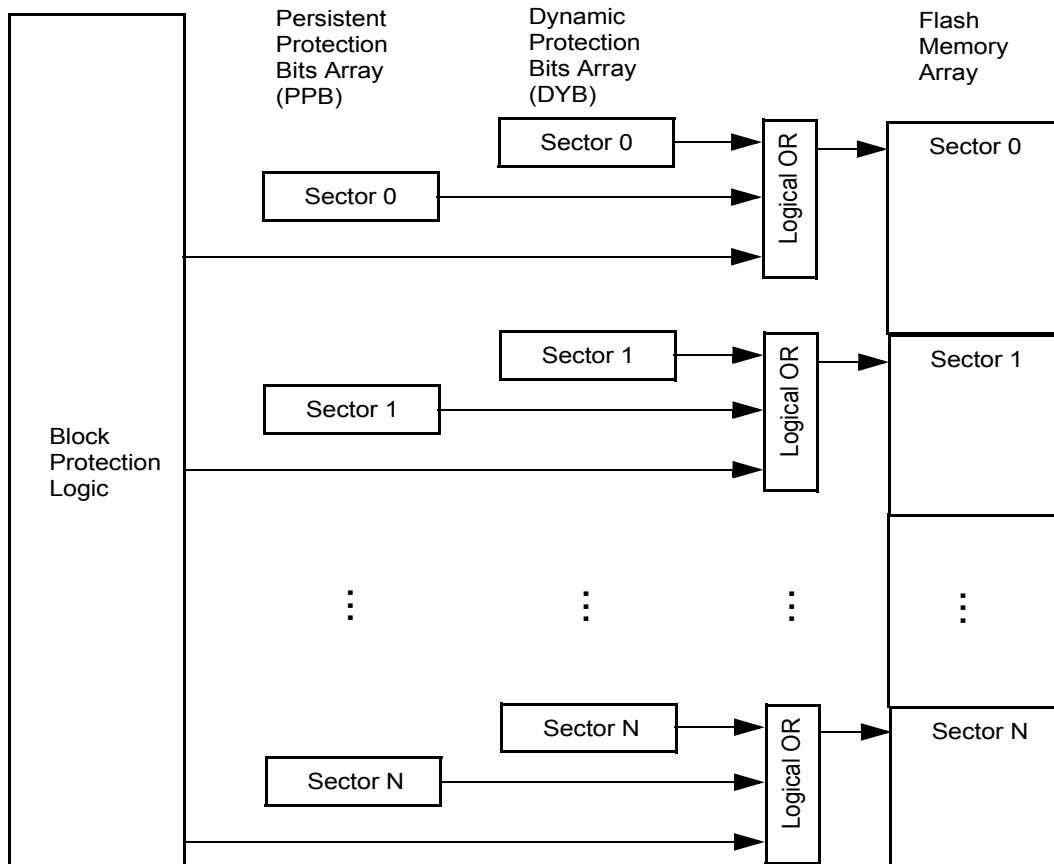 Persistent
Protection
Bits Array
(PPB)
Dynamic
Protection
Bits Array
(DYB)
Flash
Memory
Array
Sector 0
Sector 0
Logical OR
Sector 0
Sector 1
Sector 1
Logical OR
Sector 1
Block
Protection
Logic
Sector N
Sector N
Logical OR
Sector N